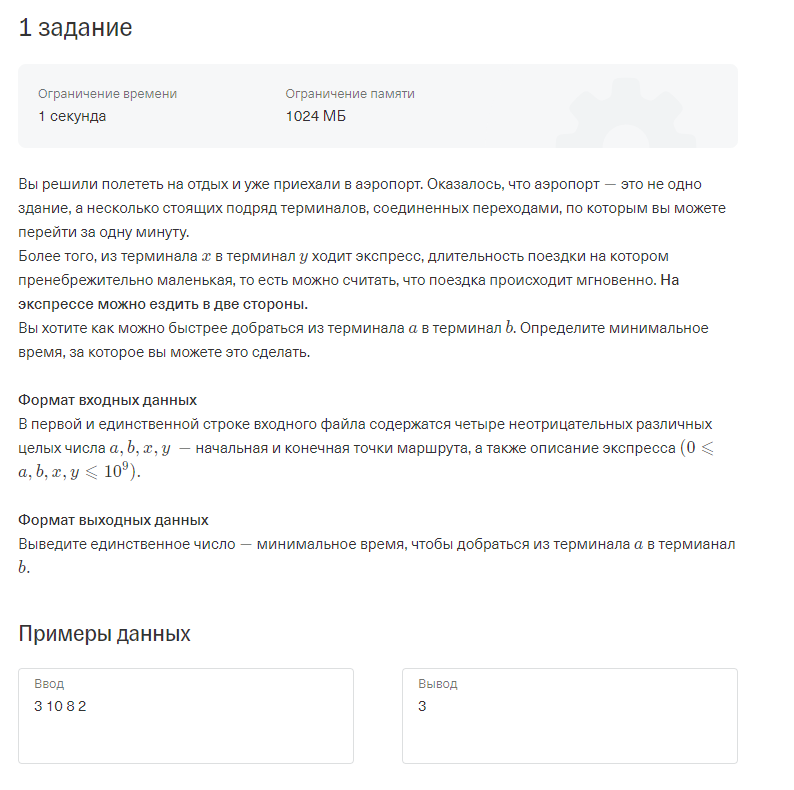 1 задание
Ограничение времени
Ограничение памяти
1 секунда
1024 МБ
Вы решили полететь на отдых и уже приехали в аэропорт. Оказалось, что аэропорт — это не одно
здание, а несколько стоящих подряд терминалов, соединенных переходами, по которым вы можете
перейти за одну минуту.
Более того, из терминала x в терминал y ходит экспресс, длительность поездки на котором
пренебрежительно маленькая, то есть можно считать, что поездка происходит мгновенно. На
экспрессе можно ездить в две стороны.
Вы хотите как можно быстрее добраться из терминала a в терминал b. Определите минимальное
время, за которое вы можете это сделать.
Формат входных данных
В первой и единственной строке входного файла содержатся четыре неотрицательных различных
целых числа a, b, x, y — начальная и конечная точки маршрута, а также описание экспресса (0 ⩽
a, b, x, y ⩽ 10⁹).
Формат выходных данных
Выведите единственное число — минимальное время, чтобы добраться из терминала a в термианал
b.
Примеры данных
Ввод
3 10 8 2
Вывод
3